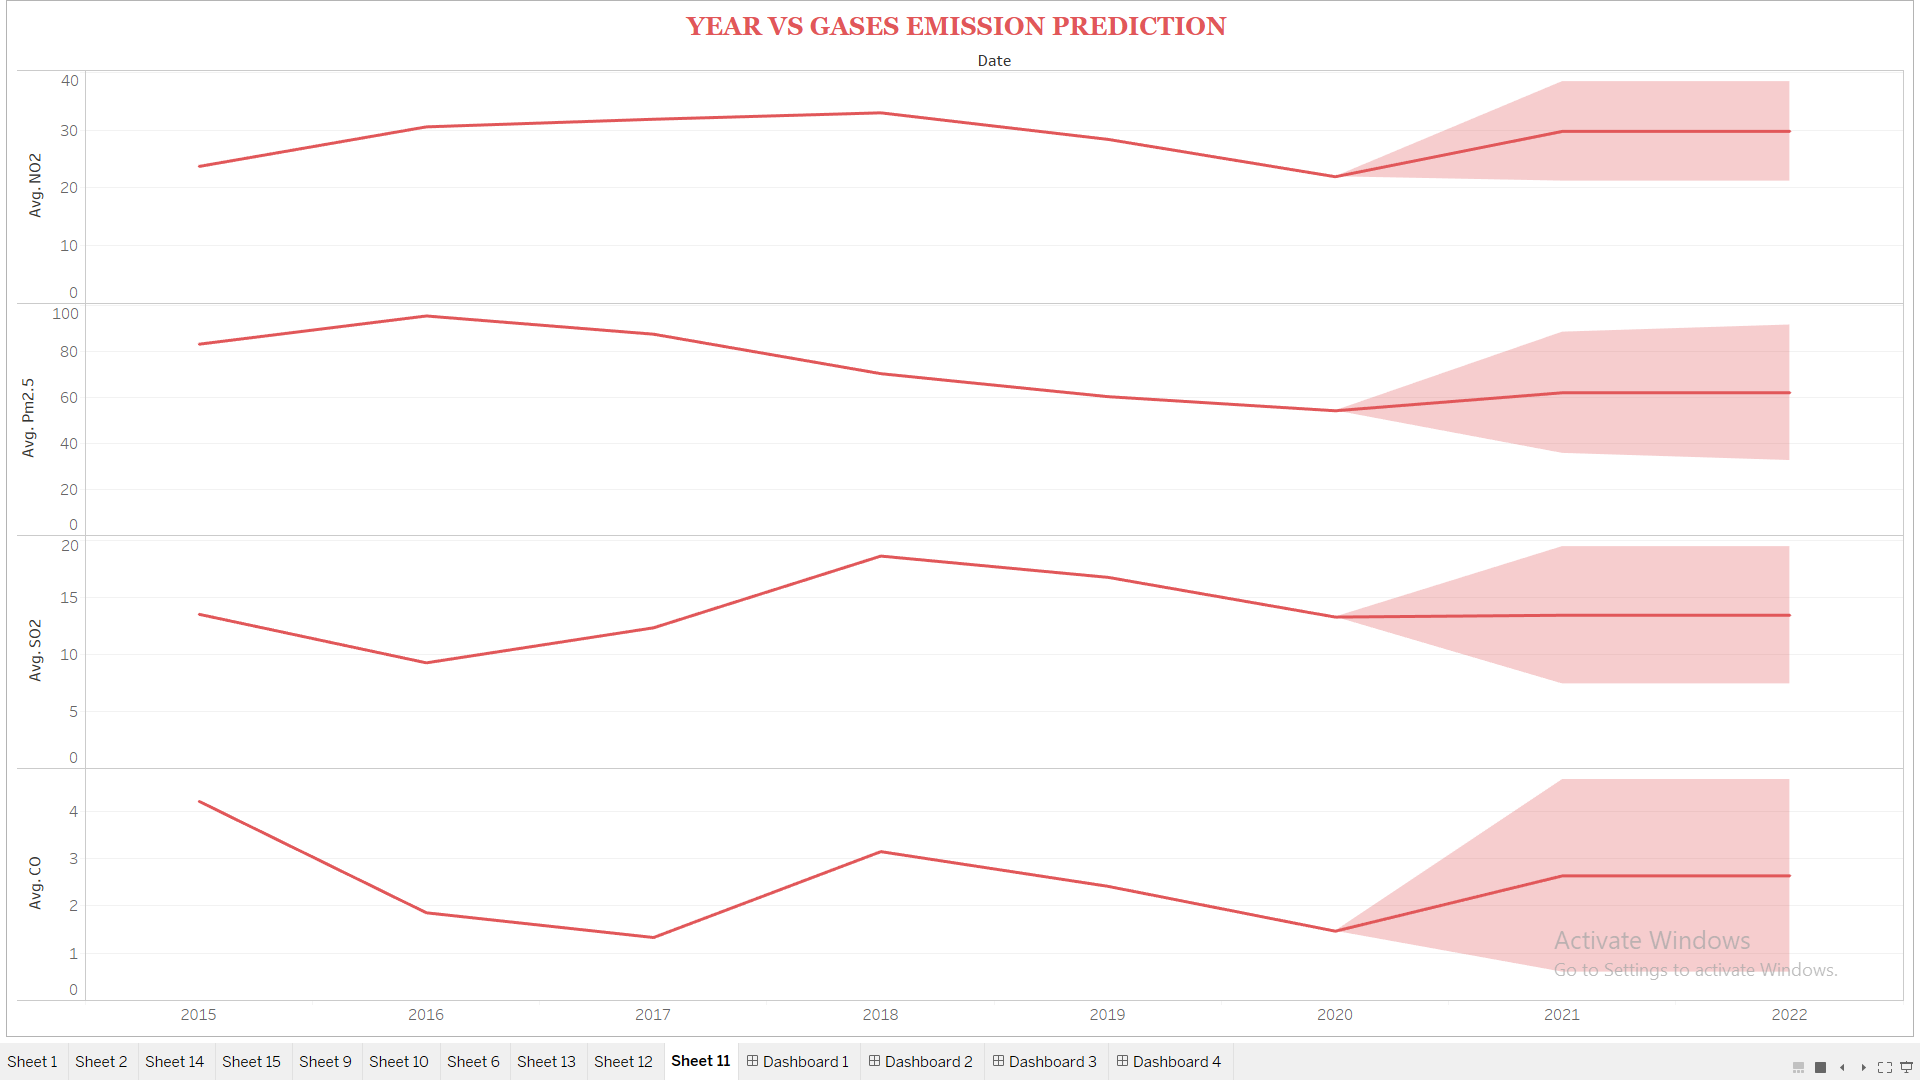 YEAR VS GASES EMISSION PREDICTION
Date
40
30
20
10
0
Avg. NO2
100
80
60
40
20
0
Avg. Pm2.5
20
15
10
5
0
Avg. SO2
4
3
2
1
0
Avg. CO
Activate Windows
Go to Settings to activate Windows.
2015 2016 2017 2018 2019 2020 2021 2022
Sheet 1 Sheet 2 Sheet 14 Sheet 15 Sheet 9 Sheet 10 Sheet 6 Sheet 13 Sheet 12 Sheet 11 Dashboard 1 Dashboard 2 Dashboard 3 Dashboard 4